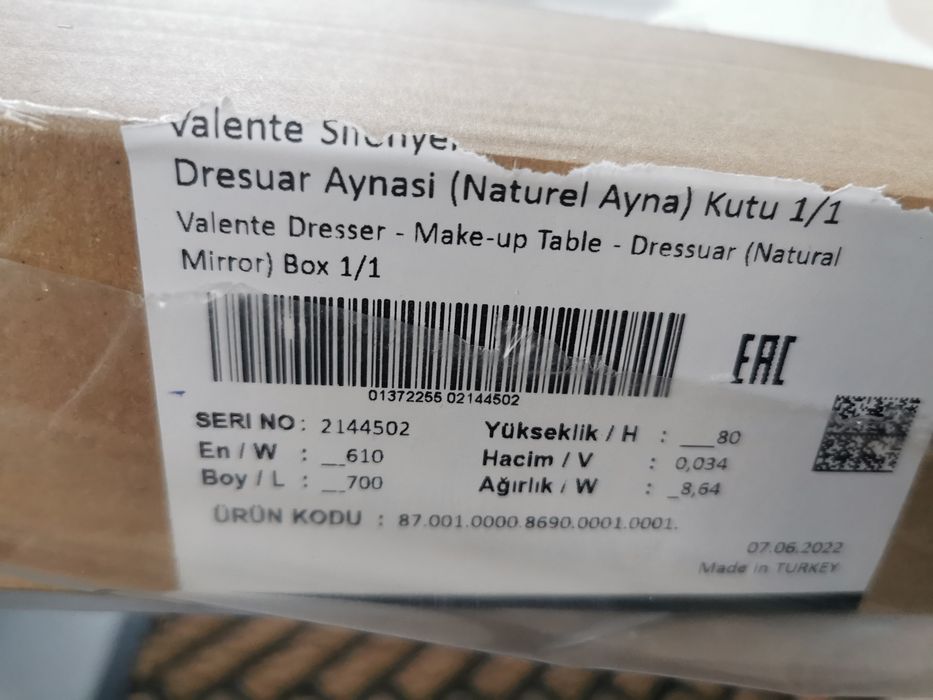 Valente
Dresuar Aynasi (Naturel Ayna) Kutu 1/1
Valente Dresser - Make-up Table - Dressuar (Natural
Mirror) Box 1/1
EAC
01372255 02144502
SERI NO : 2144502
Yükseklik / H : ___80
En / W : __610
Hacim / V : 0,034
Boy / L : __700
Ağırlık / W : _8,64
ÜRÜN KODU : 87.001.0000.8690.0001.0001.
07.06.2022
Made in TURKEY